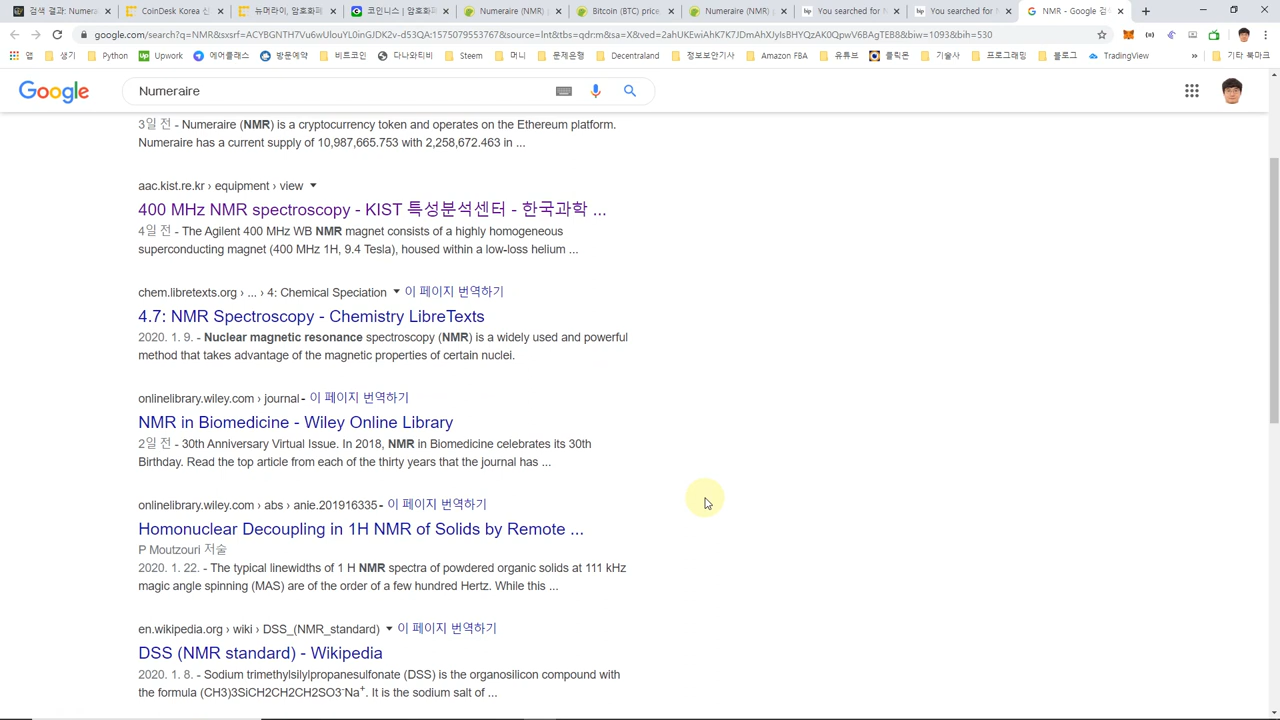 검색 결과: Numerai
CoinDesk Korea 신
뉴머라이, 암호화폐
코인니스 | 암호화폐
Numeraire (NMR) |
Bitcoin (BTC) price,
Numeraire (NMR) |
You searched for N
You searched for N
NMR - Google 검색
google.com/search?q=NMR&sxsrf=ACYBGNTH7Vu6wUlouYL0inGJDK2v-d53QA:1575079553767&source=lnt&tbs=qdr:m&sa=X&ved=2ahUKEwiAhK7K7JDmAhXJyIsBHYQzAK0QpwV6BAgTEB8&biw=1093&bih=530
앱
생기
Python
Upwork
에어클래스
방문예약
비트코인
다나와티비
Steem
머니
문제은행
Decentraland
정보보안기사
Amazon FBA
유튜브
클릭몬
기술사
프로그래밍
블로그
TradingView
»
기타 북마크
Google
Numeraire
3일 전 - Numeraire (NMR) is a cryptocurrency token and operates on the Ethereum platform.
Numeraire has a current supply of 10,987,665.753 with 2,258,672.463 in ...
aac.kist.re.kr › equipment › view
400 MHz NMR spectroscopy - KIST 특성분석센터 - 한국과학 ...
4일 전 - The Agilent 400 MHz WB NMR magnet consists of a highly homogeneous
superconducting magnet (400 MHz 1H, 9.4 Tesla), housed within a low-loss helium ...
chem.libretexts.org › ... › 4: Chemical Speciation 이 페이지 번역하기
4.7: NMR Spectroscopy - Chemistry LibreTexts
2020. 1. 9. - Nuclear magnetic resonance spectroscopy (NMR) is a widely used and powerful
method that takes advantage of the magnetic properties of certain nuclei.
onlinelibrary.wiley.com › journal - 이 페이지 번역하기
NMR in Biomedicine - Wiley Online Library
2일 전 - 30th Anniversary Virtual Issue. In 2018, NMR in Biomedicine celebrates its 30th
Birthday. Read the top article from each of the thirty years that the journal has ...
onlinelibrary.wiley.com › abs › anie.201916335 - 이 페이지 번역하기
Homonuclear Decoupling in 1H NMR of Solids by Remote ...
P Moutzouri 저술
2020. 1. 22. - The typical linewidths of 1 H NMR spectra of powdered organic solids at 111 kHz
magic angle spinning (MAS) are of the order of a few hundred Hertz. While this ...
en.wikipedia.org › wiki › DSS_(NMR_standard) 이 페이지 번역하기
DSS (NMR standard) - Wikipedia
2020. 1. 8. - Sodium trimethylsilylpropanesulfonate (DSS) is the organosilicon compound with
the formula (CH3)3SiCH2CH2CH2SO3⁻Na⁺. It is the sodium salt of ...